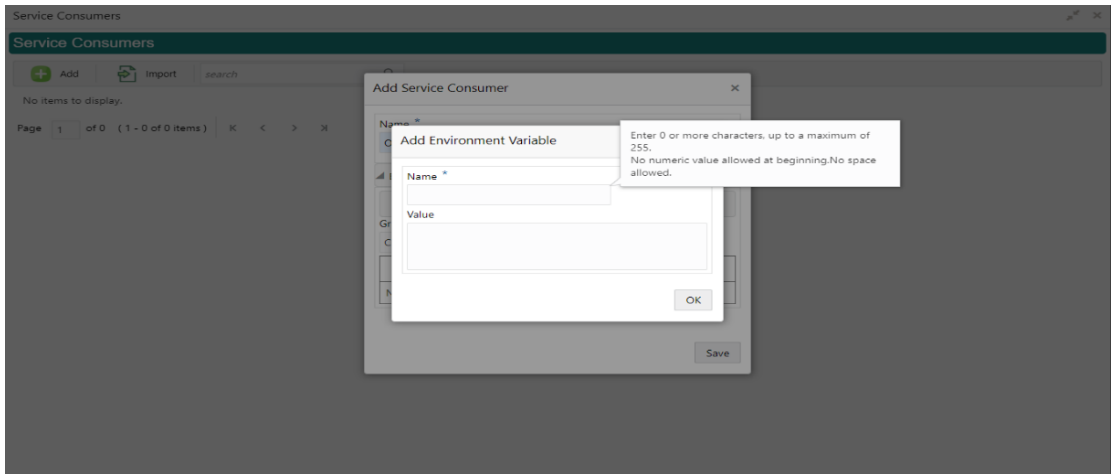 Service Consumers
Service Consumers
Add Import search
No items to display.
Page 1 of 0 (1 - 0 of 0 items)
Add Service Consumer
Name *
Add Environment Variable
Enter 0 or more characters, up to a maximum of
255.
No numeric value allowed at beginning.No space
allowed.
Name *
Value
OK
Save